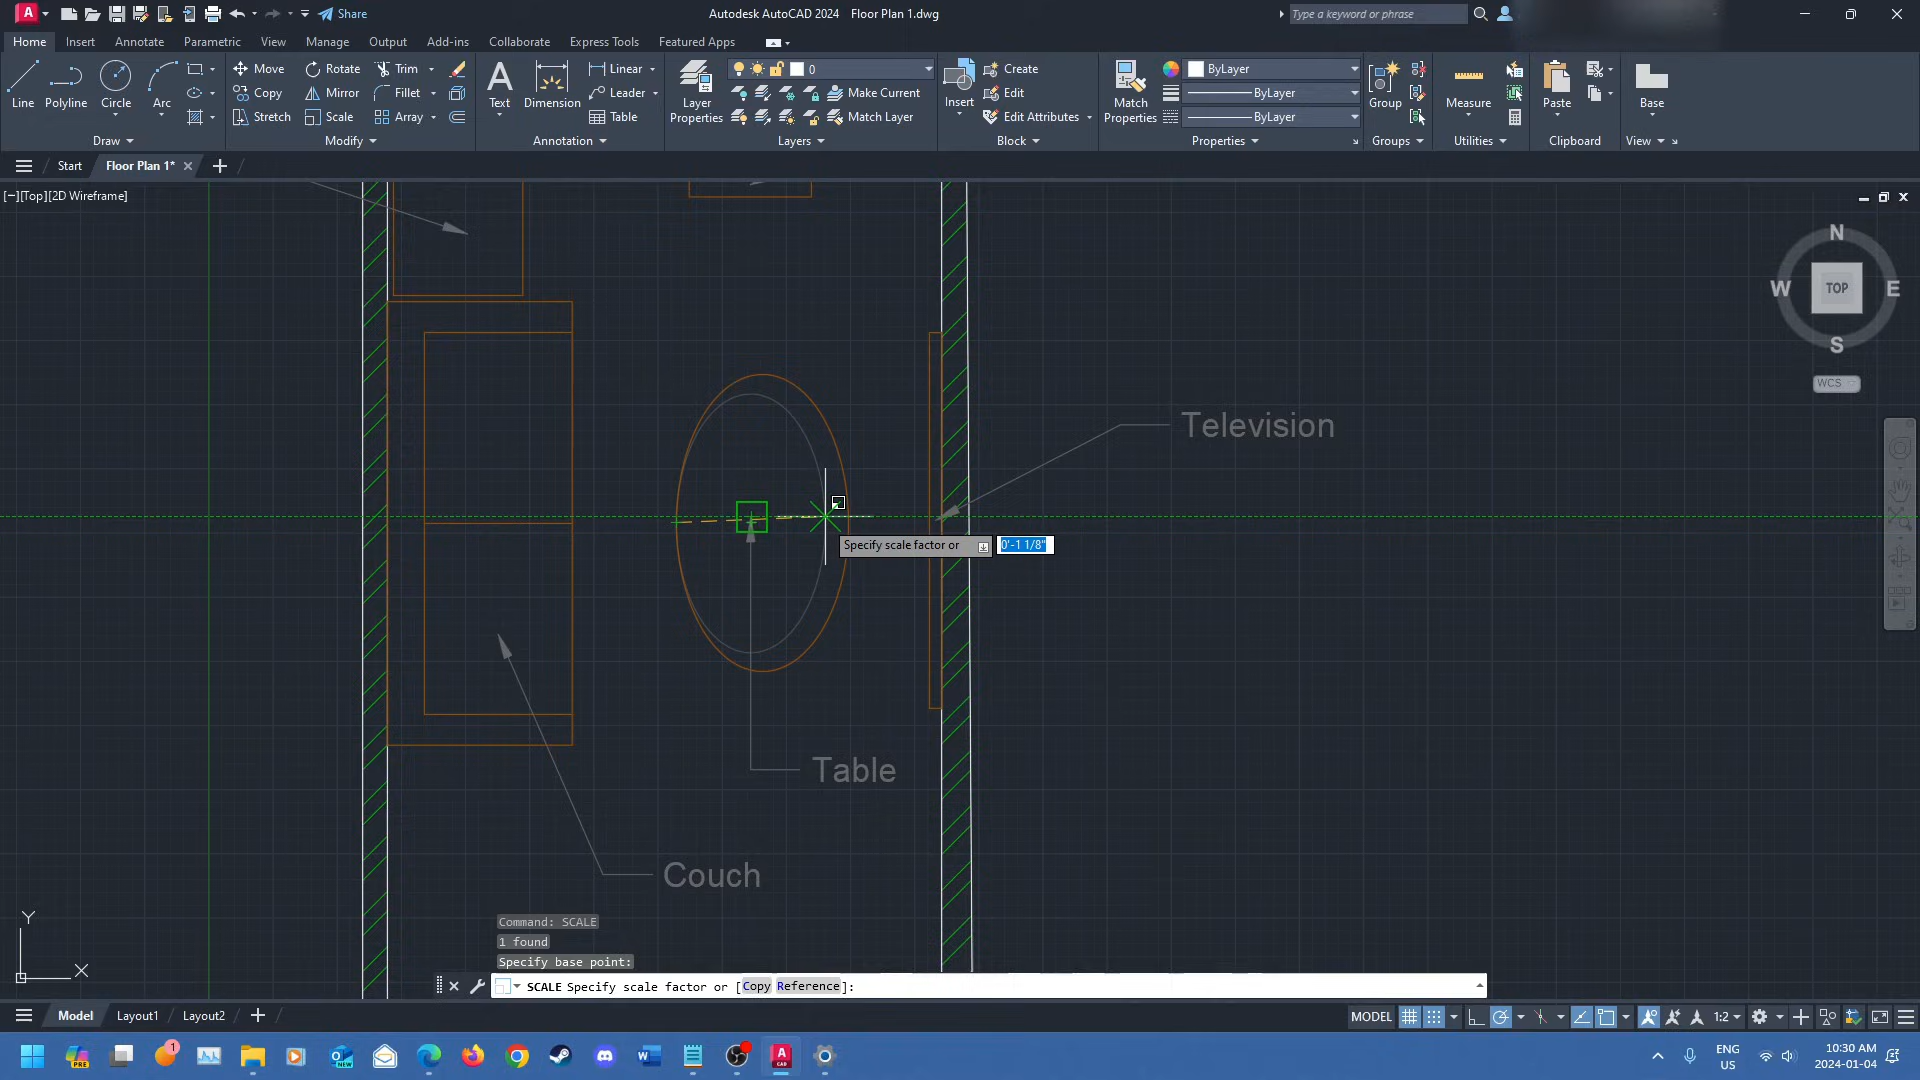 A Share Autodesk AutoCAD 2024 Floor Plan 1.dwg Type a keyword or phrase
Home Insert Annotate Parametric View Manage Output Add-ins Collaborate Express Tools Featured Apps
Line Polyline Circle Arc
Move Rotate Trim
Copy Mirror Fillet
Stretch Scale Array
Text Dimension
Linear
Leader
Table
Layer
Properties
0
Make Current
Match Layer
Insert
Create
Edit
Edit Attributes
Match
Properties
ByLayer
ByLayer
ByLayer
Group Measure Paste Base
Draw Modify Annotation Layers Block Properties Groups Utilities Clipboard View
Start Floor Plan 1*
[−][Top][2D Wireframe]
N
W TOP E
S
WCS
Television
Specify scale factor or 0'-1 1/8"
Table
Couch
Y
X
Command: SCALE
1 found
Specify base point:
SCALE Specify scale factor or [Copy Reference]:
Model Layout1 Layout2 MODEL 1:2
PRE 1 NEW A CAD
ENG
US
10:30 AM
2024-01-04